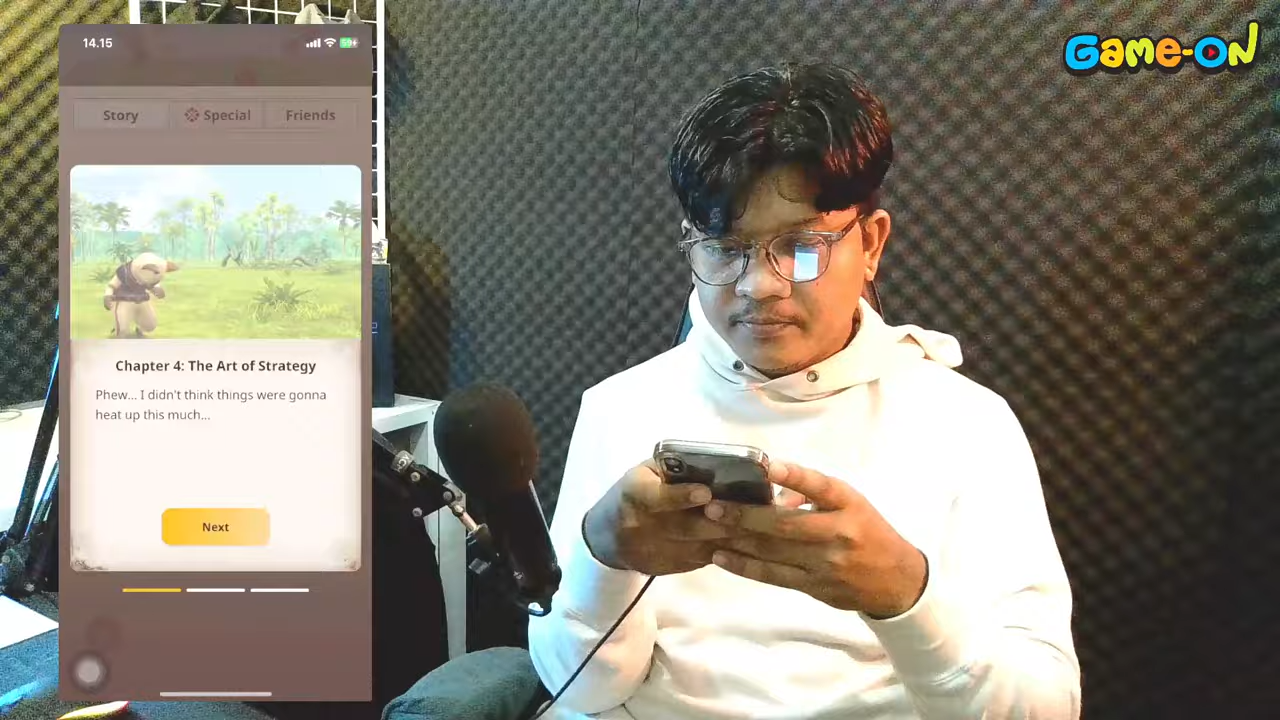 14.15
59+
Story
Special
Friends
Chapter 4: The Art of Strategy
Phew... I didn't think things were gonna
heat up this much...
Next
GAME-ON